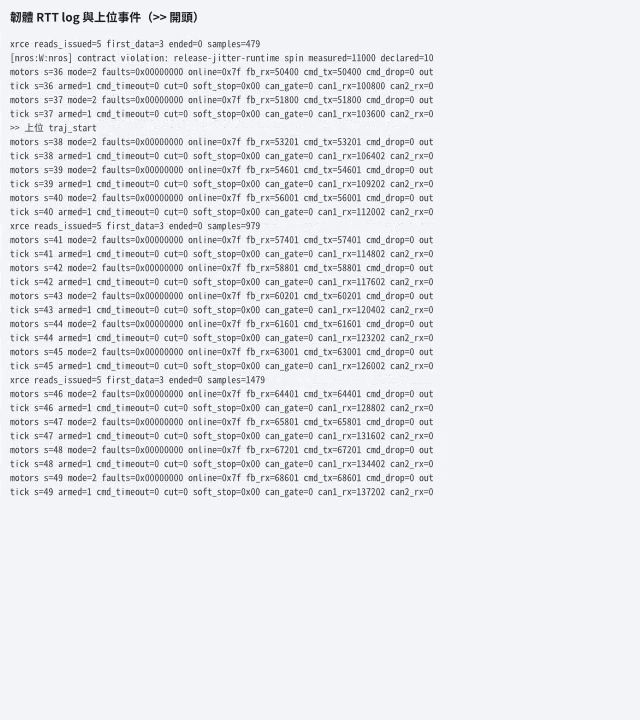 韌體 RTT log 與上位事件（>> 開頭）
xrce reads_issued=5 first_data=3 ended=0 samples=479
[nros:W:nros] contract violation: release-jitter-runtime spin measured=11000 declared=10
motors s=36 mode=2 faults=0x00000000 online=0x7f fb_rx=50400 cmd_tx=50400 cmd_drop=0 out
tick s=36 armed=1 cmd_timeout=0 cut=0 soft_stop=0x00 can_gate=0 can1_rx=100800 can2_rx=0
motors s=37 mode=2 faults=0x00000000 online=0x7f fb_rx=51800 cmd_tx=51800 cmd_drop=0 out
tick s=37 armed=1 cmd_timeout=0 cut=0 soft_stop=0x00 can_gate=0 can1_rx=103600 can2_rx=0
>> 上位 traj_start
motors s=38 mode=2 faults=0x00000000 online=0x7f fb_rx=53201 cmd_tx=53201 cmd_drop=0 out
tick s=38 armed=1 cmd_timeout=0 cut=0 soft_stop=0x00 can_gate=0 can1_rx=106402 can2_rx=0
motors s=39 mode=2 faults=0x00000000 online=0x7f fb_rx=54601 cmd_tx=54601 cmd_drop=0 out
tick s=39 armed=1 cmd_timeout=0 cut=0 soft_stop=0x00 can_gate=0 can1_rx=109202 can2_rx=0
motors s=40 mode=2 faults=0x00000000 online=0x7f fb_rx=56001 cmd_tx=56001 cmd_drop=0 out
tick s=40 armed=1 cmd_timeout=0 cut=0 soft_stop=0x00 can_gate=0 can1_rx=112002 can2_rx=0
xrce reads_issued=5 first_data=3 ended=0 samples=979
motors s=41 mode=2 faults=0x00000000 online=0x7f fb_rx=57401 cmd_tx=57401 cmd_drop=0 out
tick s=41 armed=1 cmd_timeout=0 cut=0 soft_stop=0x00 can_gate=0 can1_rx=114802 can2_rx=0
motors s=42 mode=2 faults=0x00000000 online=0x7f fb_rx=58801 cmd_tx=58801 cmd_drop=0 out
tick s=42 armed=1 cmd_timeout=0 cut=0 soft_stop=0x00 can_gate=0 can1_rx=117602 can2_rx=0
motors s=43 mode=2 faults=0x00000000 online=0x7f fb_rx=60201 cmd_tx=60201 cmd_drop=0 out
tick s=43 armed=1 cmd_timeout=0 cut=0 soft_stop=0x00 can_gate=0 can1_rx=120402 can2_rx=0
motors s=44 mode=2 faults=0x00000000 online=0x7f fb_rx=61601 cmd_tx=61601 cmd_drop=0 out
tick s=44 armed=1 cmd_timeout=0 cut=0 soft_stop=0x00 can_gate=0 can1_rx=123202 can2_rx=0
motors s=45 mode=2 faults=0x00000000 online=0x7f fb_rx=63001 cmd_tx=63001 cmd_drop=0 out
tick s=45 armed=1 cmd_timeout=0 cut=0 soft_stop=0x00 can_gate=0 can1_rx=126002 can2_rx=0
xrce reads_issued=5 first_data=3 ended=0 samples=1479
motors s=46 mode=2 faults=0x00000000 online=0x7f fb_rx=64401 cmd_tx=64401 cmd_drop=0 out
tick s=46 armed=1 cmd_timeout=0 cut=0 soft_stop=0x00 can_gate=0 can1_rx=128802 can2_rx=0
motors s=47 mode=2 faults=0x00000000 online=0x7f fb_rx=65801 cmd_tx=65801 cmd_drop=0 out
tick s=47 armed=1 cmd_timeout=0 cut=0 soft_stop=0x00 can_gate=0 can1_rx=131602 can2_rx=0
motors s=48 mode=2 faults=0x00000000 online=0x7f fb_rx=67201 cmd_tx=67201 cmd_drop=0 out
tick s=48 armed=1 cmd_timeout=0 cut=0 soft_stop=0x00 can_gate=0 can1_rx=134402 can2_rx=0
motors s=49 mode=2 faults=0x00000000 online=0x7f fb_rx=68601 cmd_tx=68601 cmd_drop=0 out
tick s=49 armed=1 cmd_timeout=0 cut=0 soft_stop=0x00 can_gate=0 can1_rx=137202 can2_rx=0